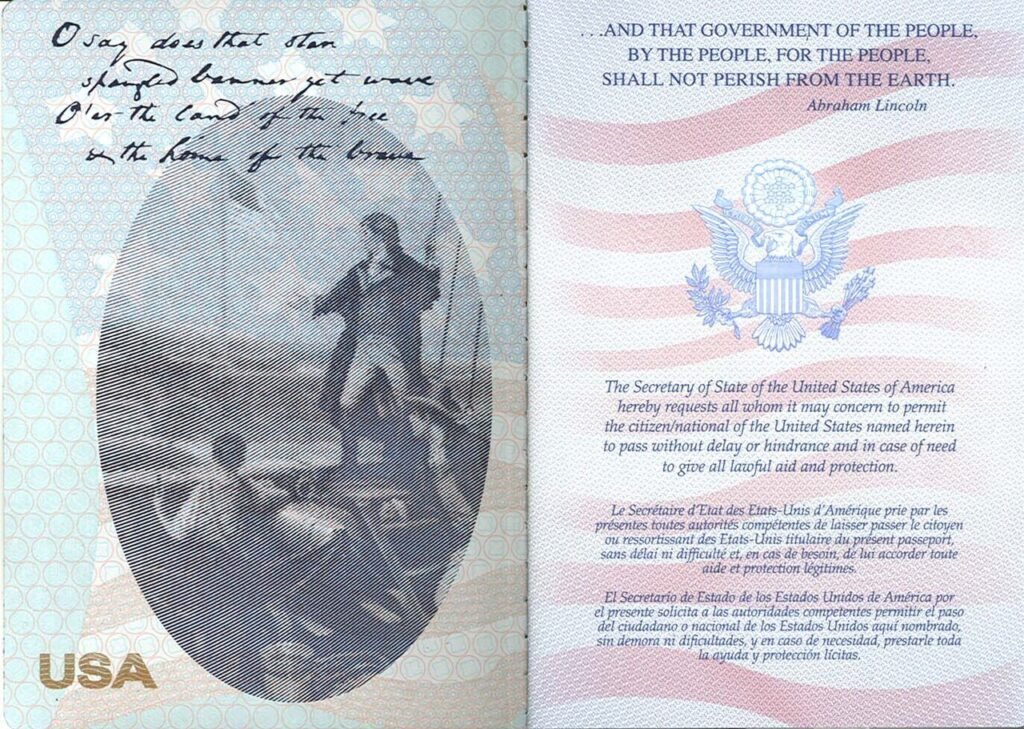 O say does that star
spangled banner yet wave
O'er the land of the free
& the home of the brave
USA
. . .AND THAT GOVERNMENT OF THE PEOPLE,
BY THE PEOPLE, FOR THE PEOPLE,
SHALL NOT PERISH FROM THE EARTH.
Abraham Lincoln
The Secretary of State of the United States of America
hereby requests all whom it may concern to permit
the citizen/national of the United States named herein
to pass without delay or hindrance and in case of need
to give all lawful aid and protection.
Le Secrétaire d'Etat des Etats-Unis d'Amérique prie par les
présentes toutes autorités compétentes de laisser passer le citoyen
ou ressortissant des Etats-Unis titulaire du présent passeport,
sans délai ni difficulté et, en cas de besoin, de lui accorder toute
aide et protection légitimes.
El Secretario de Estado de los Estados Unidos de América por
el presente solicita a las autoridades competentes permitir el paso
del ciudadano o nacional de los Estados Unidos aquí nombrado,
sin demora ni dificultades, y en caso de necesidad, prestarle toda
la ayuda y protección lícitas.